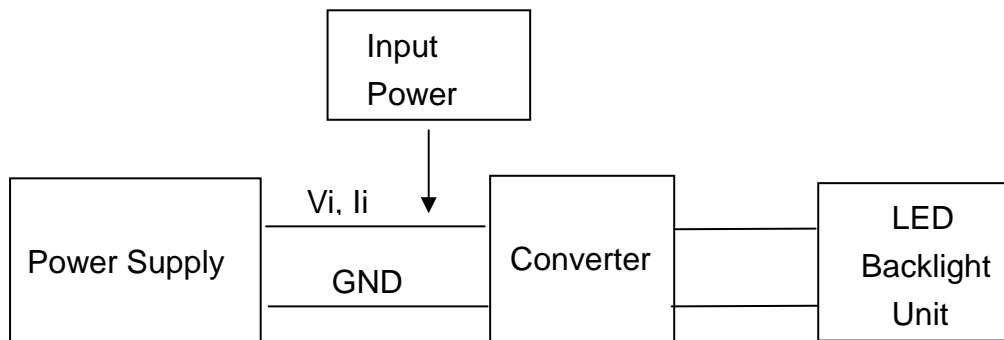 Input
Power
Vi, Ii
Power Supply
GND
Converter
LED
Backlight
Unit